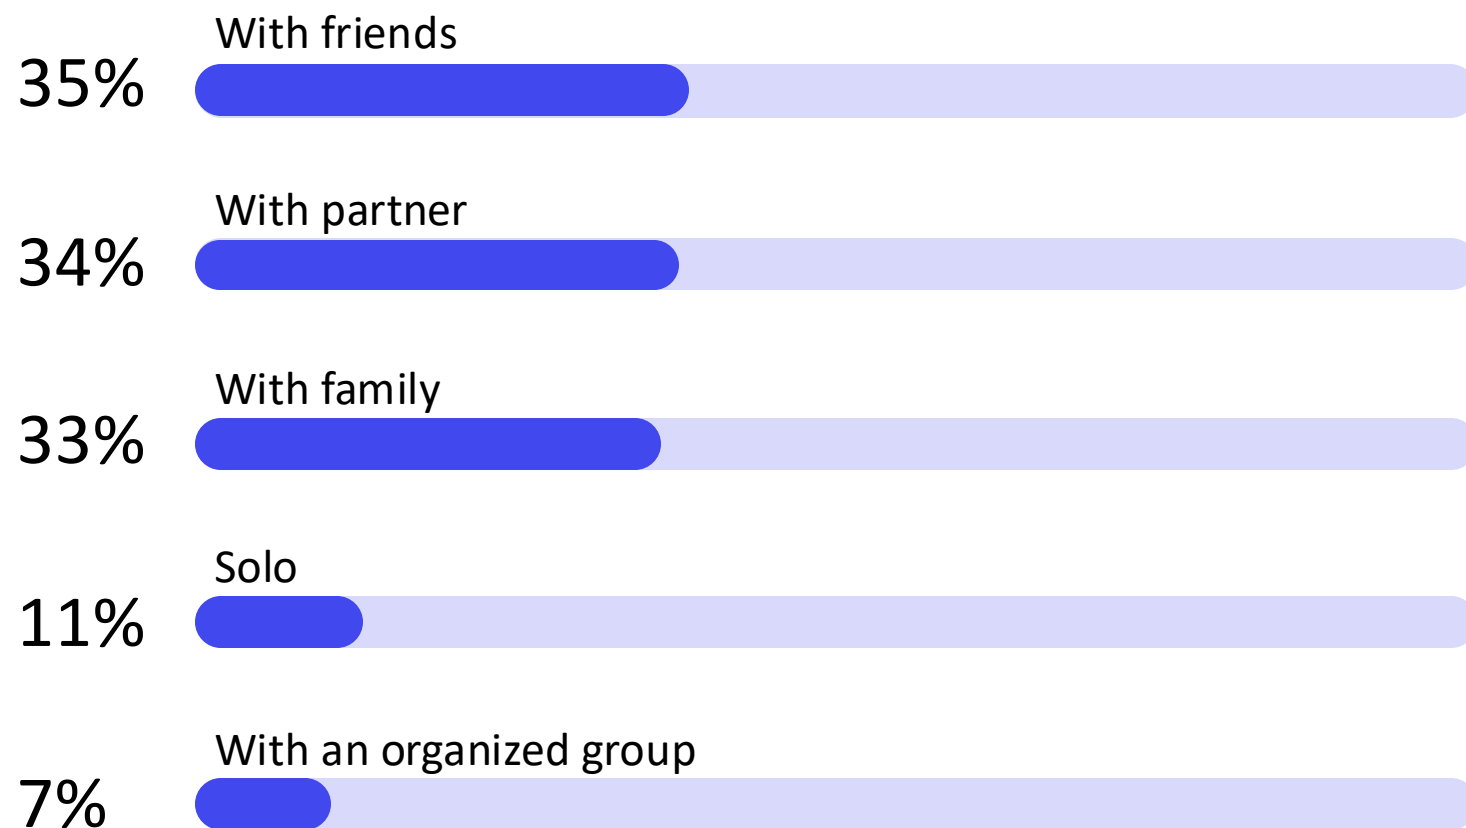 With friends
35%
With partner
34%
With family
33%
Solo
11%
With an organized group
7%